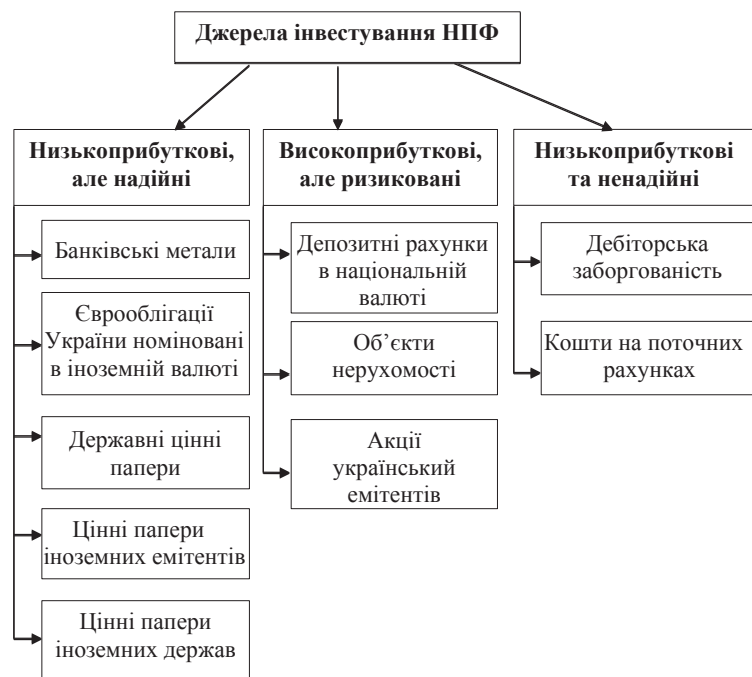 Джерела інвестування НПФ
Низькоприбуткові,
але надійні
Банківські метали
Єврооблігації
України номіновані
в іноземній валюті
Державні цінні
папери
Цінні папери
іноземних емітентів
Цінні папери
іноземних держав
Високоприбуткові,
але ризиковані
Депозитні рахунки
в національній
валюті
Об’єкти
нерухомості
Акції
український
емітентів
Низькоприбуткові
та ненадійні
Дебіторська
заборгованість
Кошти на поточних
рахунках